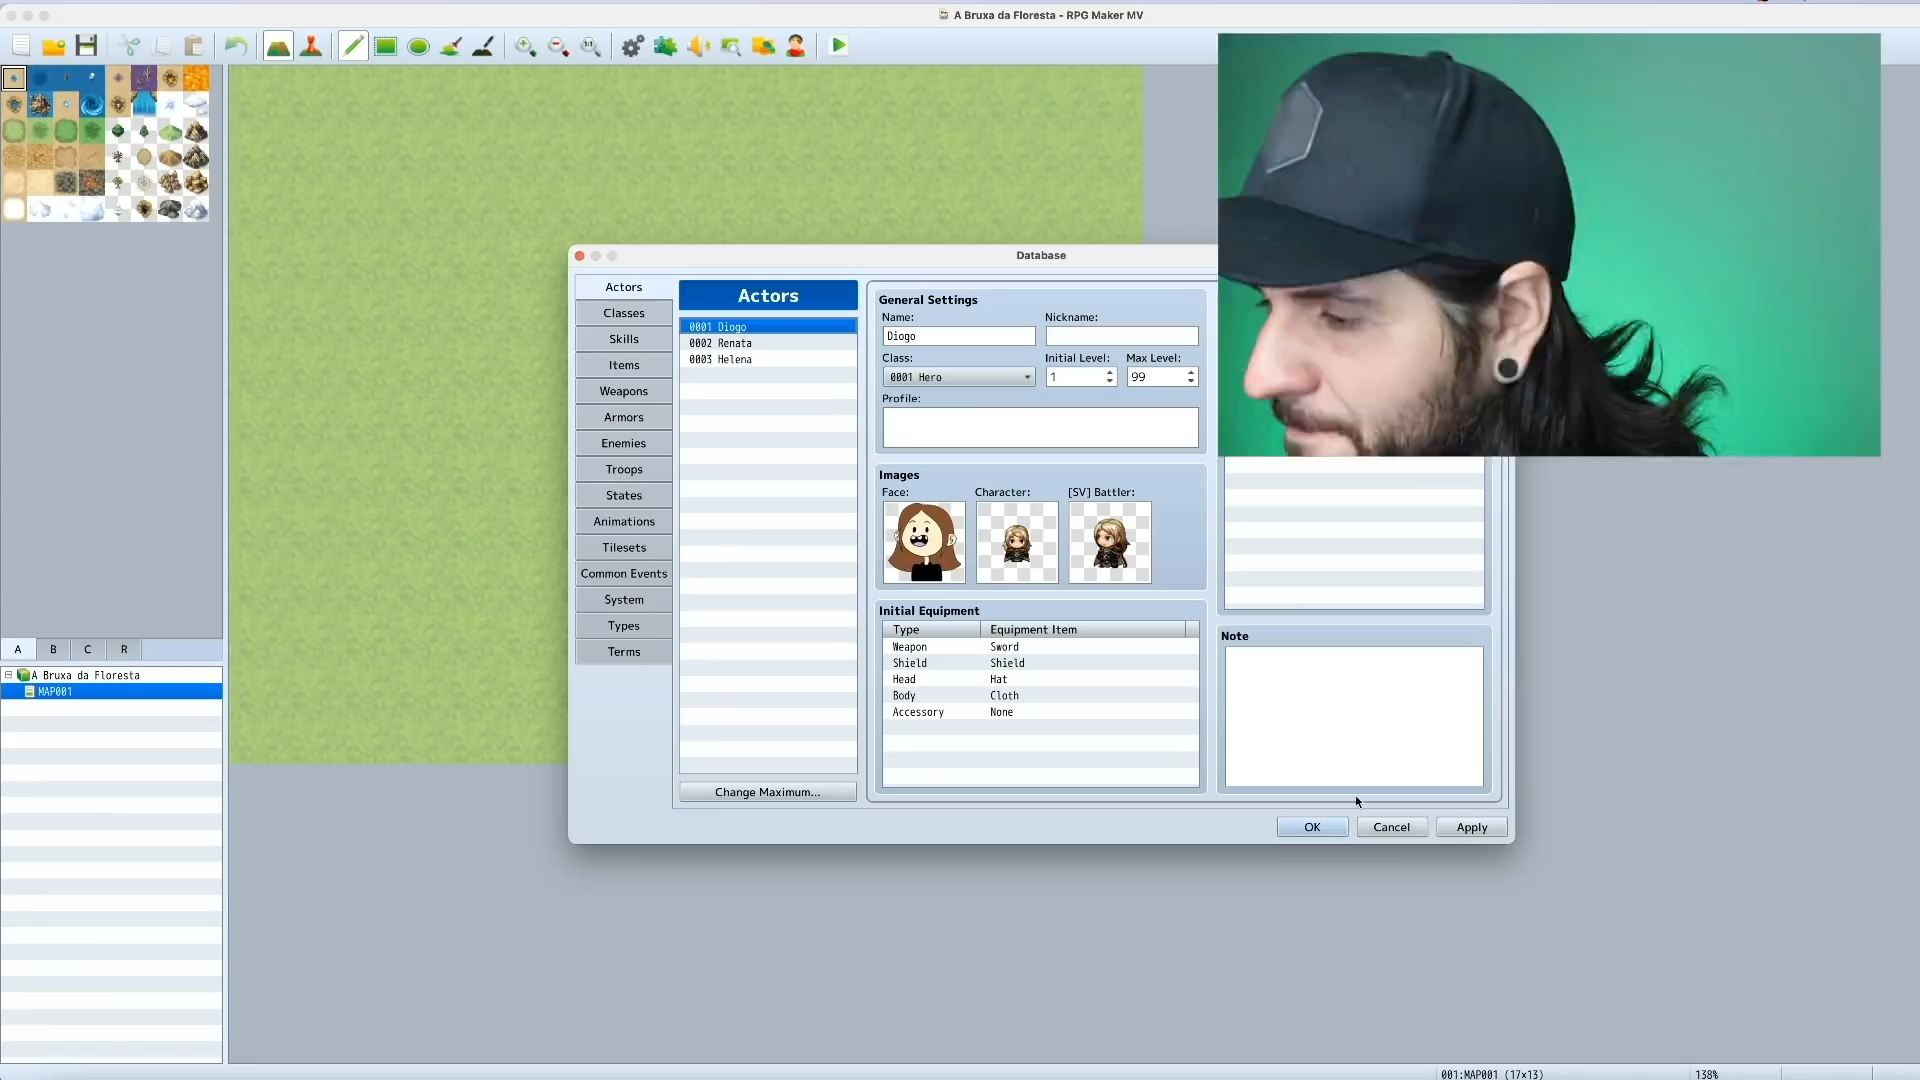 A Bruxa da Floresta - RPG Maker MV
Database
Actors
Classes
Skills
Items
Weapons
Armors
Enemies
Troops
States
Animations
Tilesets
Common Events
System
Types
Terms
Actors
0001 Diogo
0002 Renata
0003 Helena
Change Maximum...
General Settings
Name:
Nickname:
Diogo
Class:
Initial Level:
Max Level:
0001 Hero
1
99
Profile:
Images
Face:
Character:
[SV] Battler:
Initial Equipment
Type
Equipment Item
Weapon
Sword
Shield
Shield
Head
Hat
Body
Cloth
Accessory
None
Note
OK
Cancel
Apply
A
B
C
R
A Bruxa da Floresta
MAP001
001:MAP001 (17x13)
138%